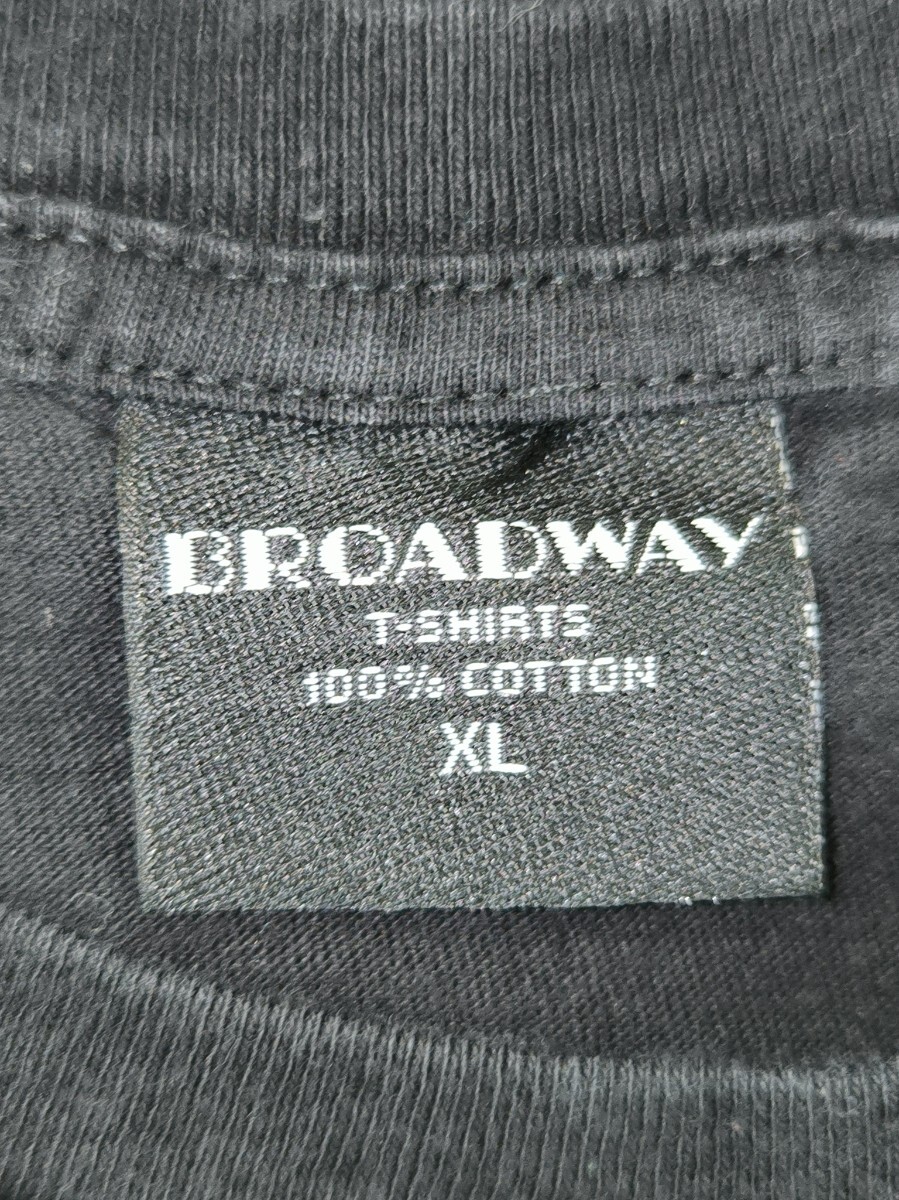 BROADWAY
T-SHIRTS
100% COTTON
XL